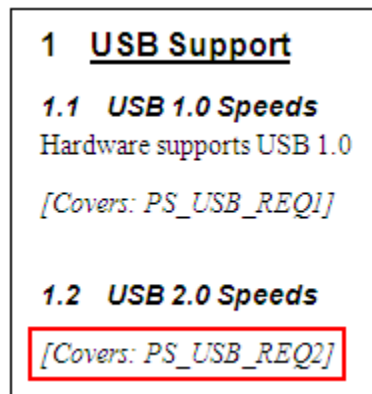 1 USB Support
1.1 USB 1.0 Speeds
Hardware supports USB 1.0
[Covers: PS_USB_REQ1]
1.2 USB 2.0 Speeds
[Covers: PS_USB_REQ2]